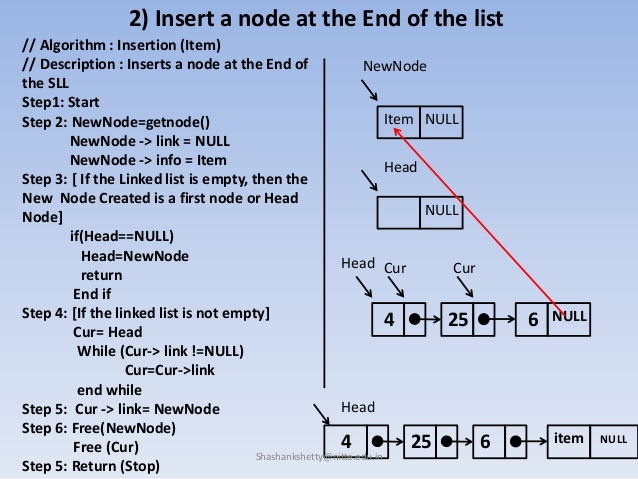 2) Insert a node at the End of the list
// Algorithm : Insertion (Item)
// Description : Inserts a node at the End of
the SLL
Step1: Start
Step 2: NewNode=getnode()
NewNode -> link = NULL
NewNode -> info = Item
Step 3: [ If the Linked list is empty, then the
New Node Created is a first node or Head
Node]
if(Head==NULL)
Head=NewNode
return
End if
Step 4: [If the linked list is not empty]
Cur= Head
While (Cur-> link !=NULL)
Cur=Cur->link
end while
Step 5: Cur -> link= NewNode
Step 6: Free(NewNode)
Free (Cur)
Step 5: Return (Stop)
NewNode
Item NULL
Head
NULL
Head Cur Cur
4 25 6 NULL
Head
4 25 6 item NULL